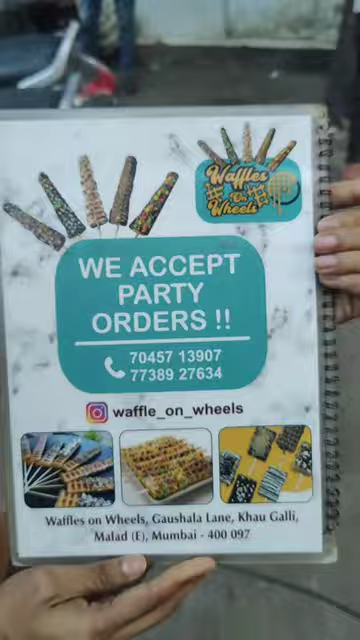 Waffles
On
Wheels
WE ACCEPT
PARTY
ORDERS !!
70457 13907
77389 27634
waffle_on_wheels
Waffles on Wheels, Gaushala Lane, Khau Galli,
Malad (E), Mumbai - 400 097